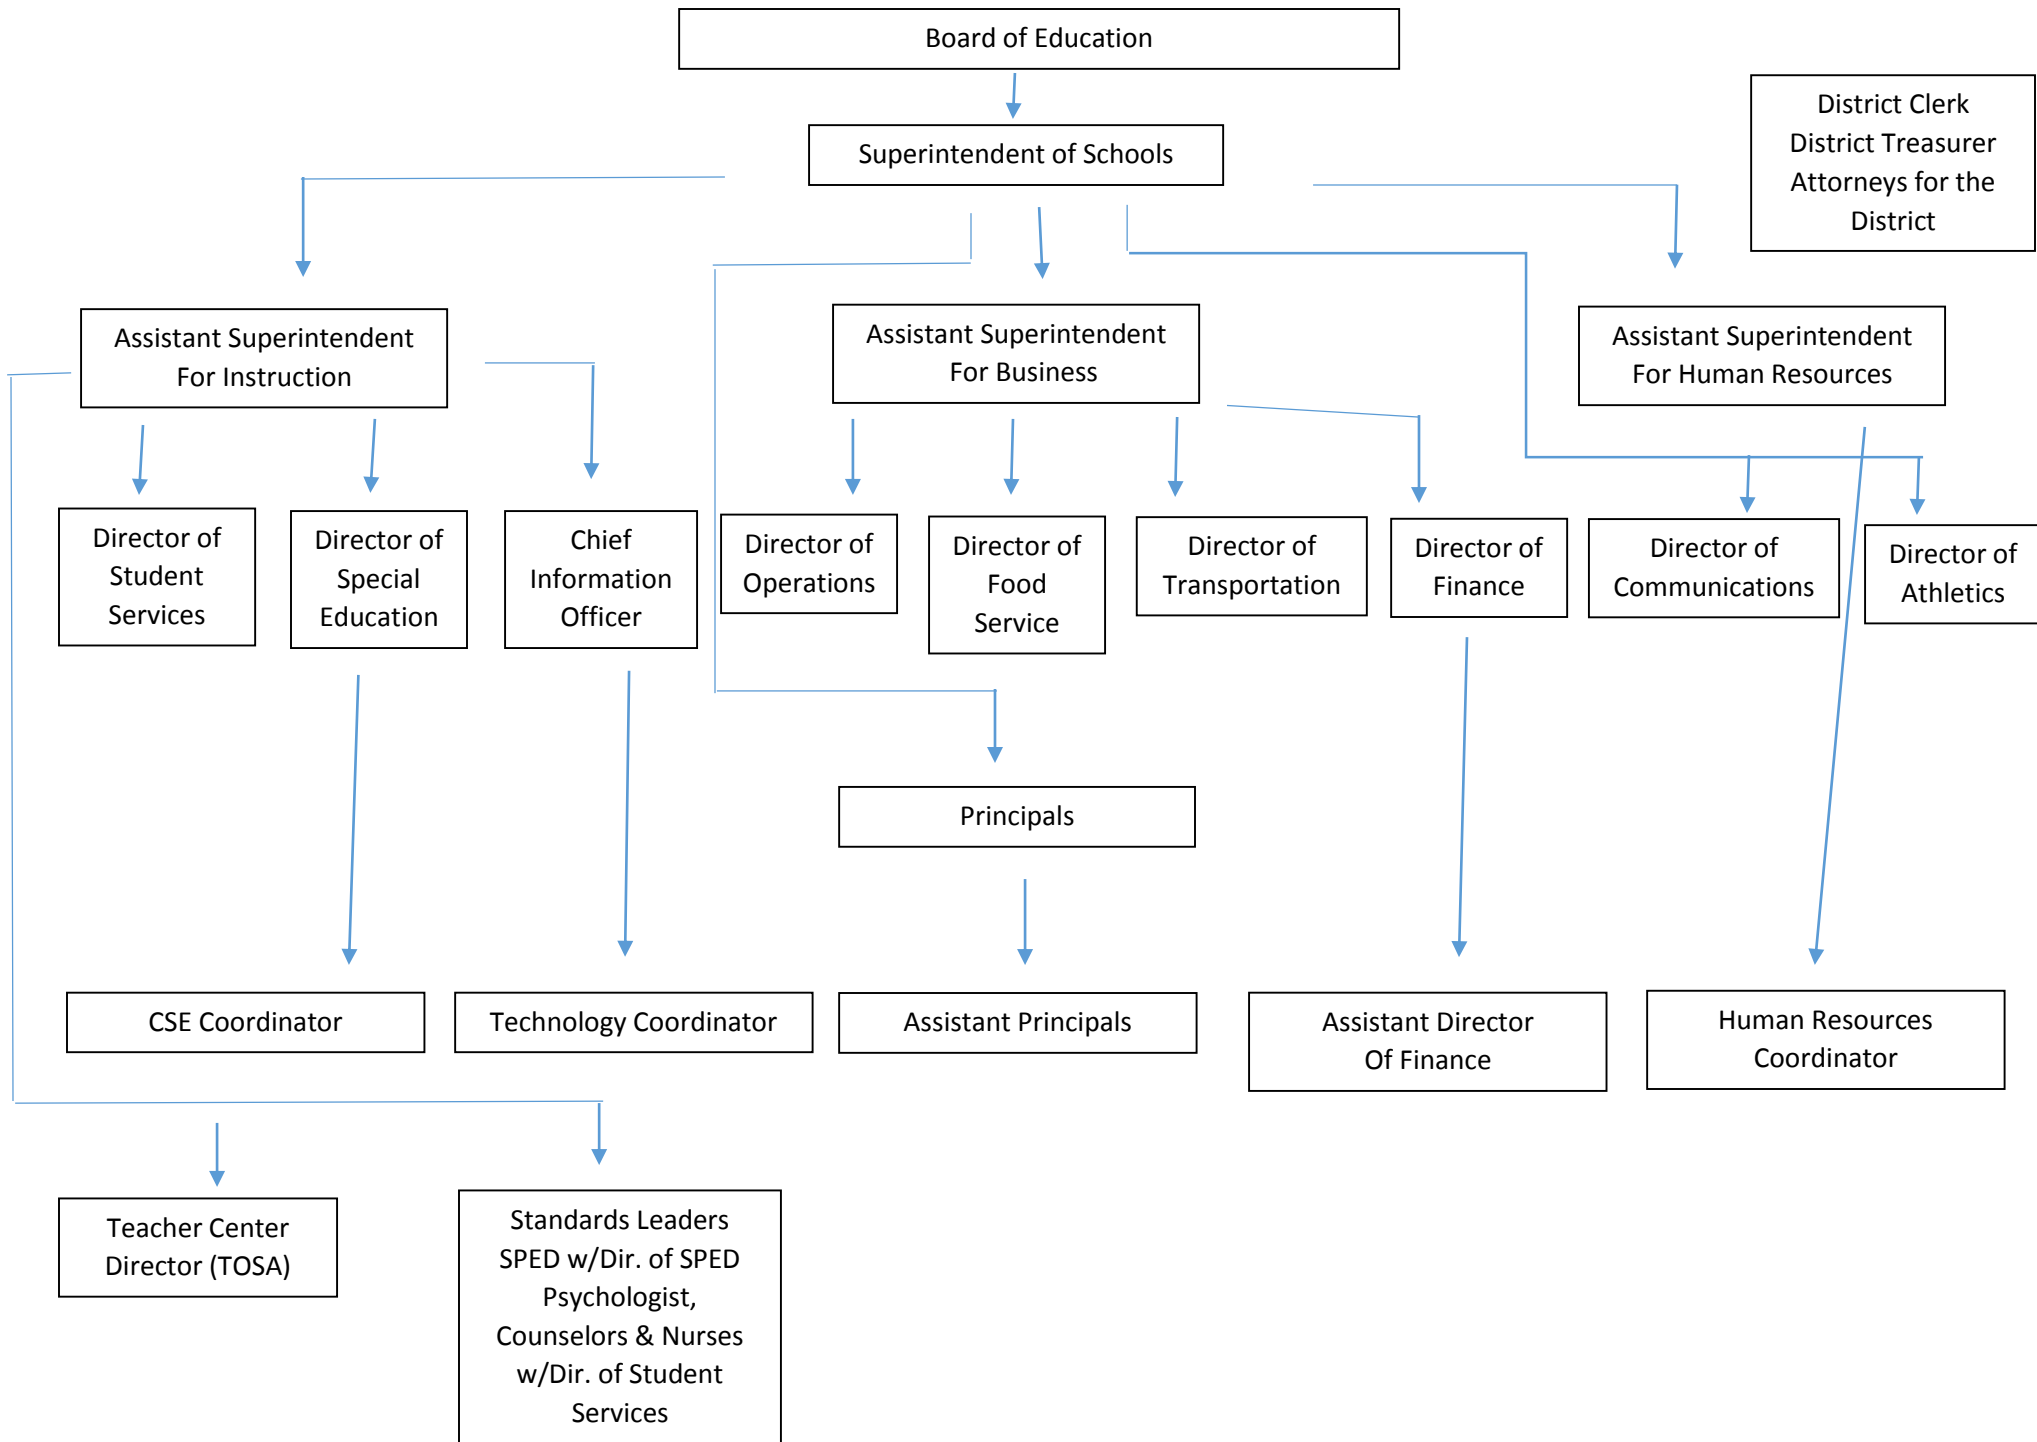 Board of Education
District Clerk
District Treasurer
Attorneys for the
District
Superintendent of Schools
Assistant Superintendent
For Instruction
Assistant Superintendent
For Business
Assistant Superintendent
For Human Resources
Director of
Student
Services
Director of
Special
Education
Chief
Information
Officer
Director of
Operations
Director of
Food
Service
Director of
Transportation
Director of
Finance
Director of
Communications
Director of
Athletics
Principals
CSE Coordinator
Technology Coordinator
Assistant Principals
Assistant Director
Of Finance
Human Resources
Coordinator
Teacher Center
Director (TOSA)
Standards Leaders
SPED w/Dir. of SPED
Psychologist,
Counselors & Nurses
w/Dir. of Student
Services